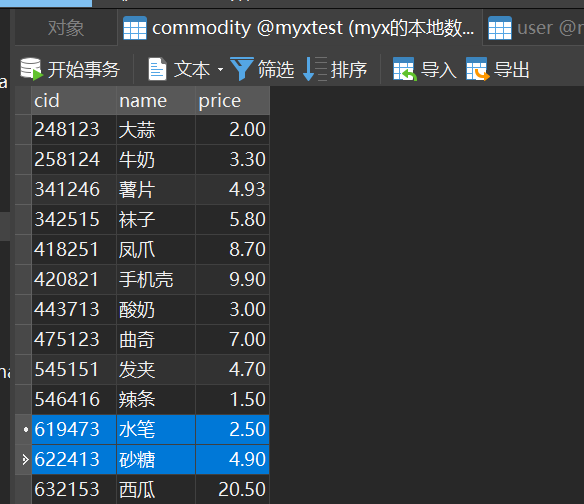 对象 commodity @myxtest (myx的本地数... user @n
开始事务 文本 筛选 排序 导入 导出
cid name price
248123 大蒜 2.00
258124 牛奶 3.30
341246 薯片 4.93
342515 袜子 5.80
418251 凤爪 8.70
420821 手机壳 9.90
443713 酸奶 3.00
475123 曲奇 7.00
545151 发夹 4.70
546416 辣条 1.50
619473 水笔 2.50
622413 砂糖 4.90
632153 西瓜 20.50